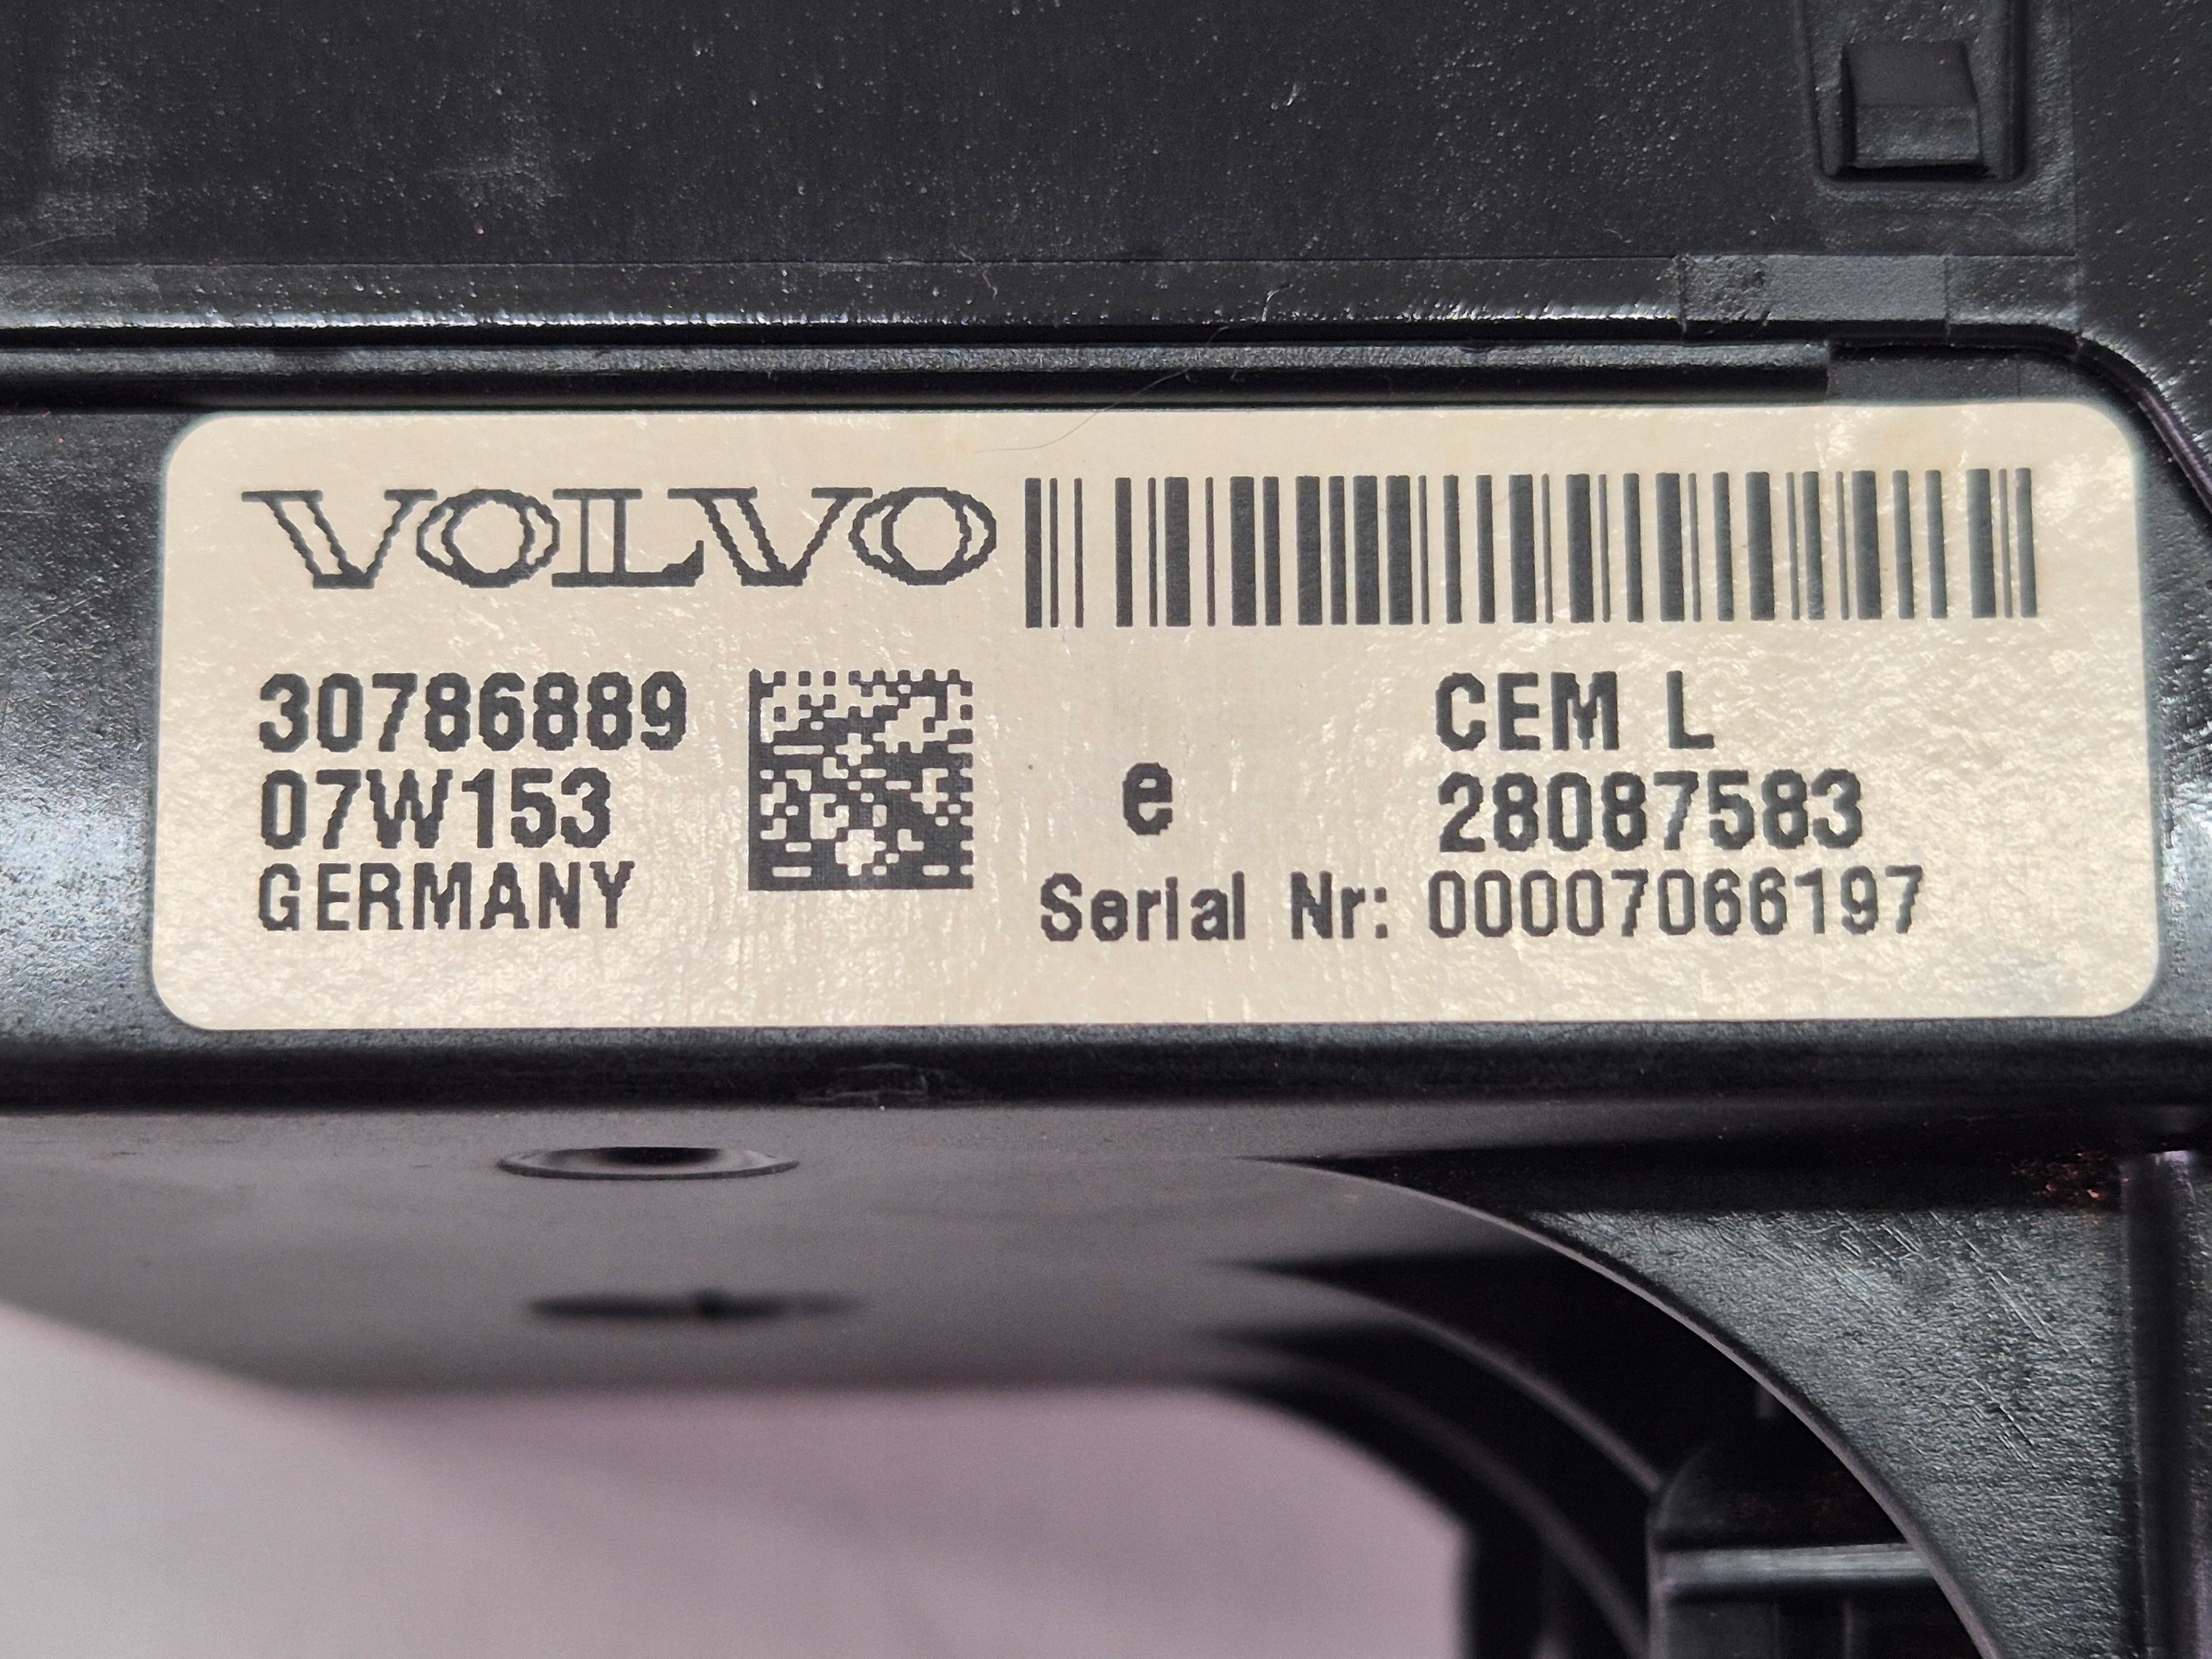 VOLVO
30786889
07W153
GERMANY
e
CEM L
28087583
Serial Nr: 00007066197